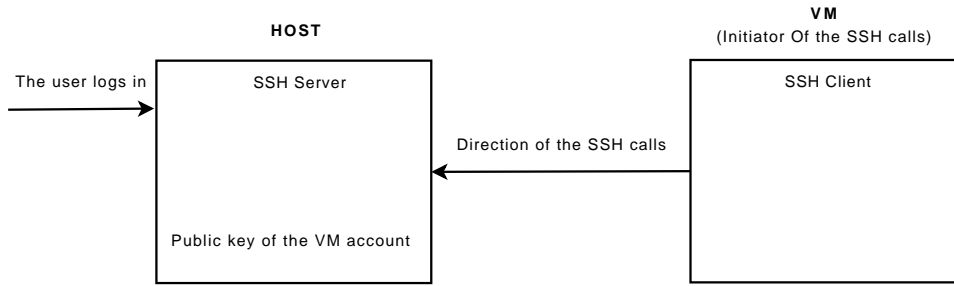 HOST
VM
(Initiator Of the SSH calls)
The user logs in
SSH Server
SSH Client
Direction of the SSH calls
Public key of the VM account